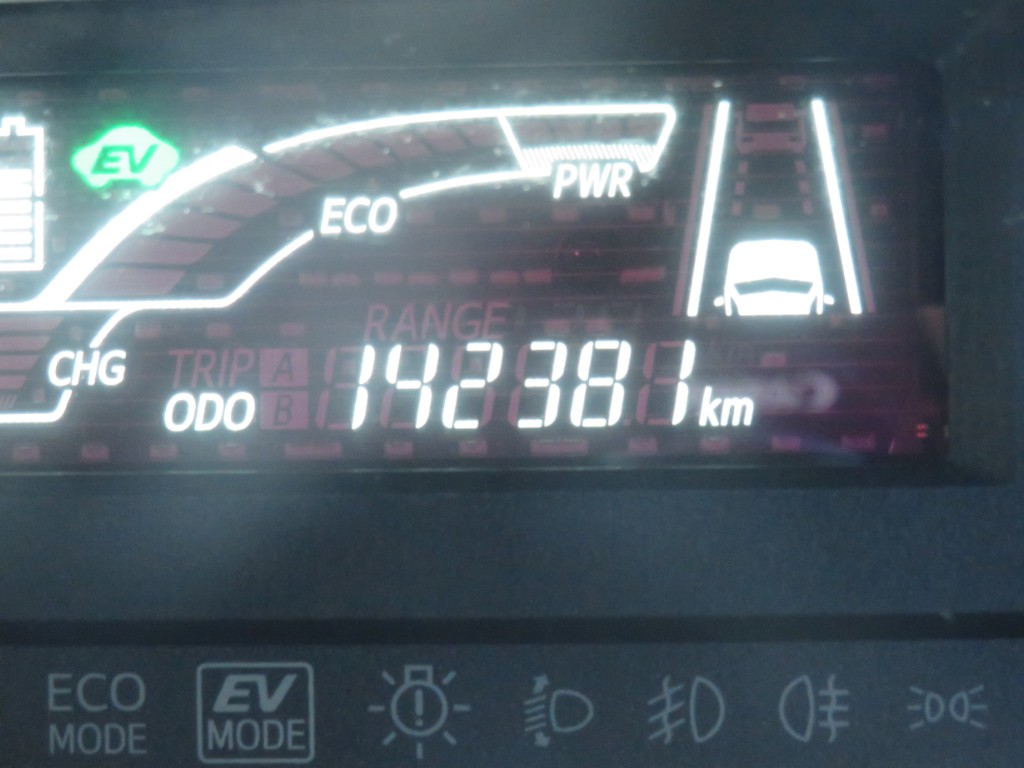 EV
PWR
ECO
RANGE
CHG
TRIP A
ODO B 142381 km
ECO MODE
EV MODE